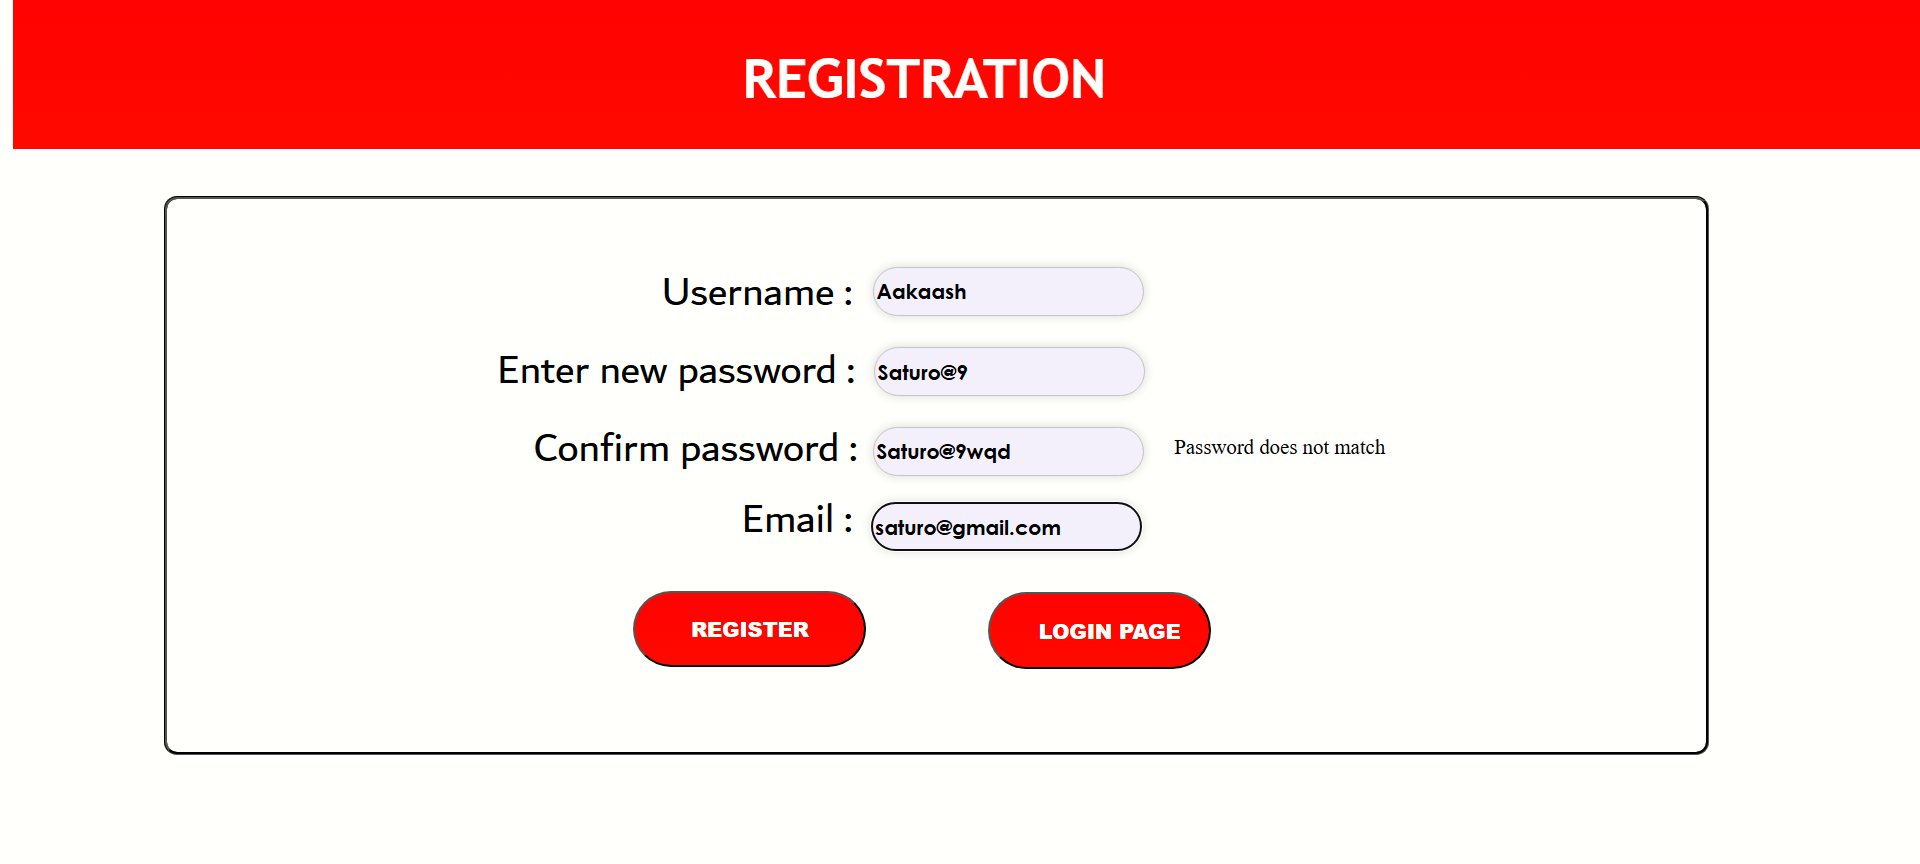 REGISTRATION
Username : Aakaash
Enter new password : Saturo@9
Confirm password : Saturo@9wqd Password does not match
Email : saturo@gmail.com
REGISTER LOGIN PAGE